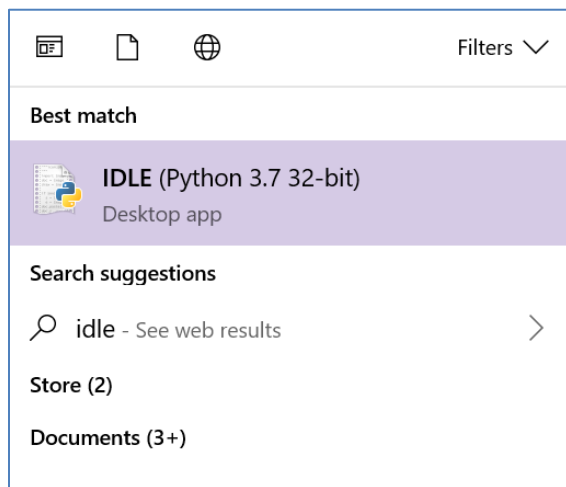 Filters
Best match
IDLE (Python 3.7 32-bit)
Desktop app
Search suggestions
idle - See web results
Store (2)
Documents (3+)